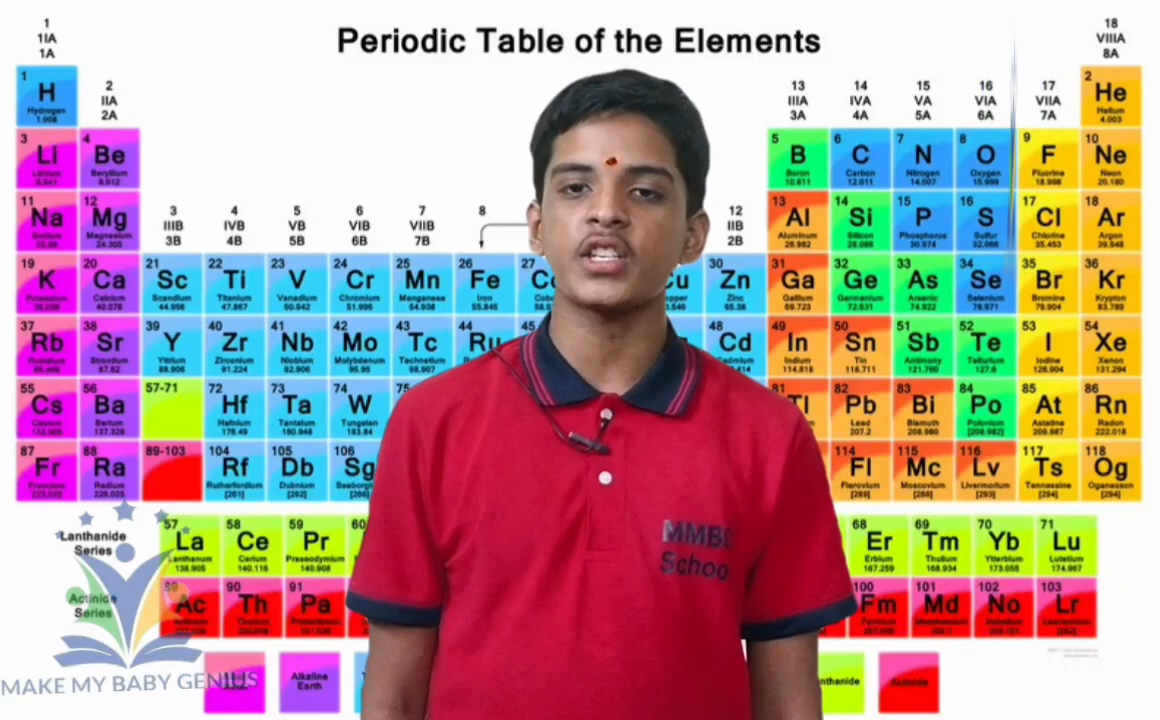 Periodic Table of the Elements
1 18
1IA VIIIA
1A 8A
2 13 14 15 16 17
IIA IIIA IVA VA VIA VIIA
2A 3A 4A 5A 6A 7A
1 2
H He
Hydrogen Helium
1.008 4.003
3 4 5 6 7 8 9 10
Li Be B C N O F Ne
Beryllium Boron Carbon Nitrogen Oxygen Fluorine Neon
9.012 10.811 12.011 14.007 15.999 18.998 20.180
3 4 5 6 7 8 12
IIIB IVB VB VIB VIIB IIB
3B 4B 5B 6B 7B 2B
11 12 13 14 15 16 17 18
Na Mg Al Si P S Cl Ar
Magnesium Aluminum Silicon Phosphorus Sulfur Chlorine Argon
24.305 26.982 28.086 30.974 32.066 35.453 39.948
19 20 21 22 23 24 25 26 27 30 31 32 33 34 35 36
K Ca Sc Ti V Cr Mn Fe Zn Ga Ge As Se Br Kr
Calcium Scandium Titanium Vanadium Chromium Manganese Iron Zinc Gallium Germanium Arsenic Selenium Bromine Krypton
40.078 44.956 47.867 50.942 51.996 54.938 55.845 65.38 69.723 72.631 74.922 78.971 79.904
37 38 39 40 41 42 43 44 45 48 49 50 51 52 53 54
Rb Sr Y Zr Nb Mo Tc Ru Cd In Sn Sb Te I Xe
Strontium Yttrium Zirconium Niobium Molybdenum Technetium Cadmium Indium Tin Antimony Tellurium Iodine Xenon
87.62 88.906 91.224 92.906 95.95 114.818 118.711 121.760 127.6 126.904 131.294
55 56 57-71 72 73 74 75 81 82 83 84 85 86
Cs Ba Hf Ta W Tl Pb Bi Po At Rn
Barium Hafnium Tantalum Tungsten Lead Bismuth Polonium Astatine Radon
137.328 178.49 180.948 183.84 207.2 208.980 [208.982] 209.987 222.018
87 88 89-103 104 105 106 114 115 116 117 118
Fr Ra Rf Db Sg Fl Mc Lv Ts Og
Francium Radium Rutherfordium Dubnium Flerovium Moscovium Livermorium Tennessine Oganesson
226.025 [261] [262] [289] [293] [294] [294]
57 58 59 60 68 69 70 71
Lanthanide La Ce Pr Er Tm Yb Lu
Series Lanthanum Cerium Praseodymium Erbium Thulium Ytterbium Lutetium
138.905 140.116 140.908 167.259 168.934 173.055 174.967
89 90 91 100 101 102 103
Actinide Ac Th Pa Fm Md No Lr
Series
MMBG
School
Alkaline
Earth
Actinide
MAKE MY BABY GENIUS